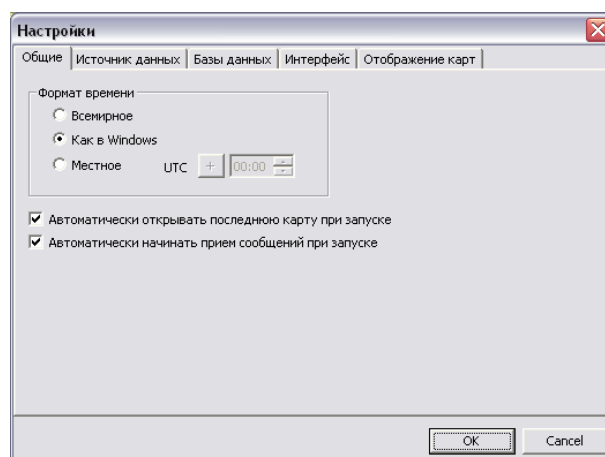 Настройки
Общие Источник данных Базы данных Интерфейс Отображение карт
Формат времени
Всемирное
Как в Windows
Местное UTC + 00:00
Автоматически открывать последнюю карту при запуске
Автоматически начинать прием сообщений при запуске
OK Cancel